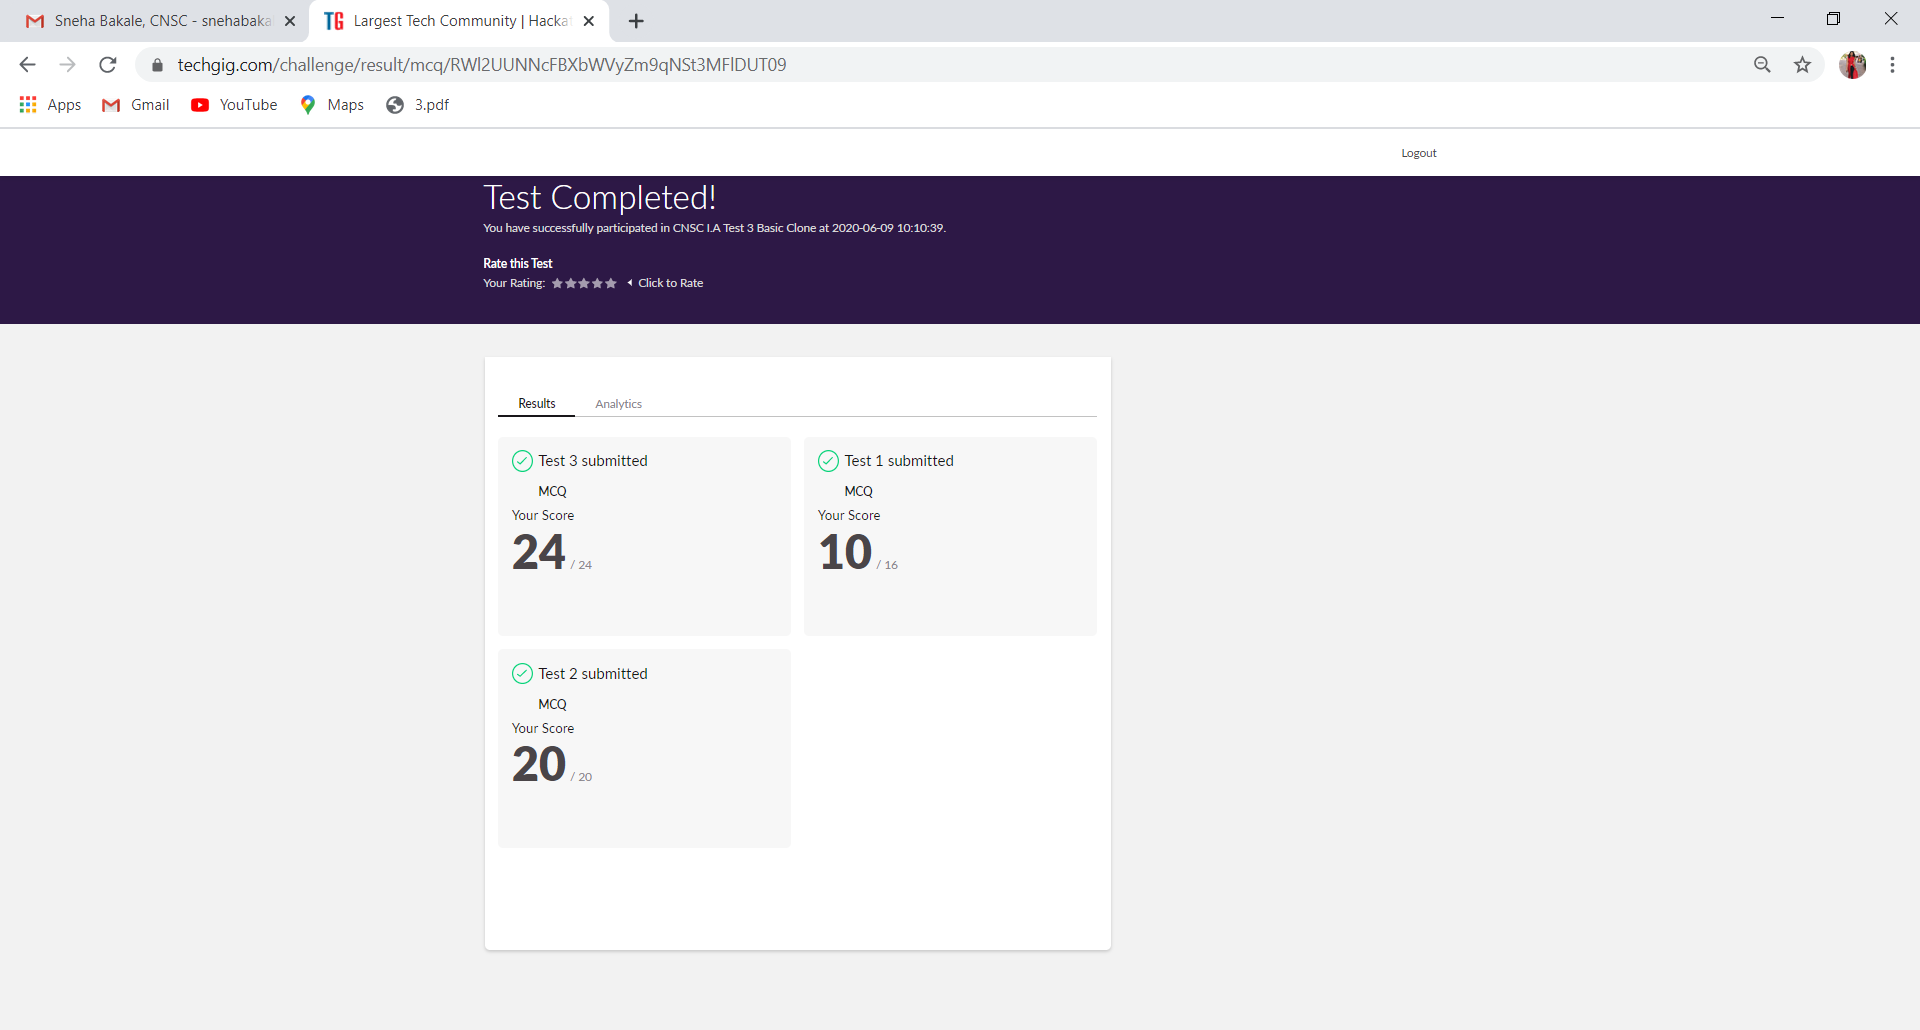 Sneha Bakale, CNSC - snehabaka
TG Largest Tech Community | Hacka
techgig.com/challenge/result/mcq/RWl2UUNNcFBXbWVyZm9qNSt3MFlDUT09
Apps Gmail YouTube Maps 3.pdf
Logout
Test Completed!
You have successfully participated in CNSC I.A Test 3 Basic Clone at 2020-06-09 10:10:39.
Rate this Test
Your Rating: Click to Rate
Results Analytics
Test 3 submitted
MCQ
Your Score
24 / 24
Test 1 submitted
MCQ
Your Score
10 / 16
Test 2 submitted
MCQ
Your Score
20 / 20